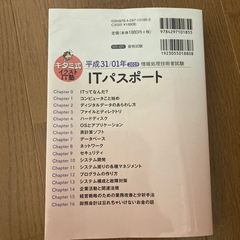 ISBN978-4-297-10185-5
C3055 ¥1880E
定価(本体1880円+税)
9784297101855
1923055018808
キタミ式
イラスト
IT塾
平成31/01年
情報処理技術者試験
ITパスポート
Chapter 0 ITってなんだ?
Chapter 1 コンピュータこと始め
Chapter 2 ディジタルデータのあらわし方
Chapter 3 ファイルとディレクトリ
Chapter 4 ハードディスク
Chapter 5 OSとアプリケーション
Chapter 6 表計算ソフト
Chapter 7 データベース
Chapter 8 ネットワーク
Chapter 9 セキュリティ
Chapter 10 システム開発
Chapter 11 システム周りの各種マネジメント
Chapter 12 プログラムの作り方
Chapter 13 システム構成と故障対策
Chapter 14 企業活動と関連法規
Chapter 15 経営戦略のための業務改善と分析手法
Chapter 16 財務会計は忘れちゃいけないお金の話